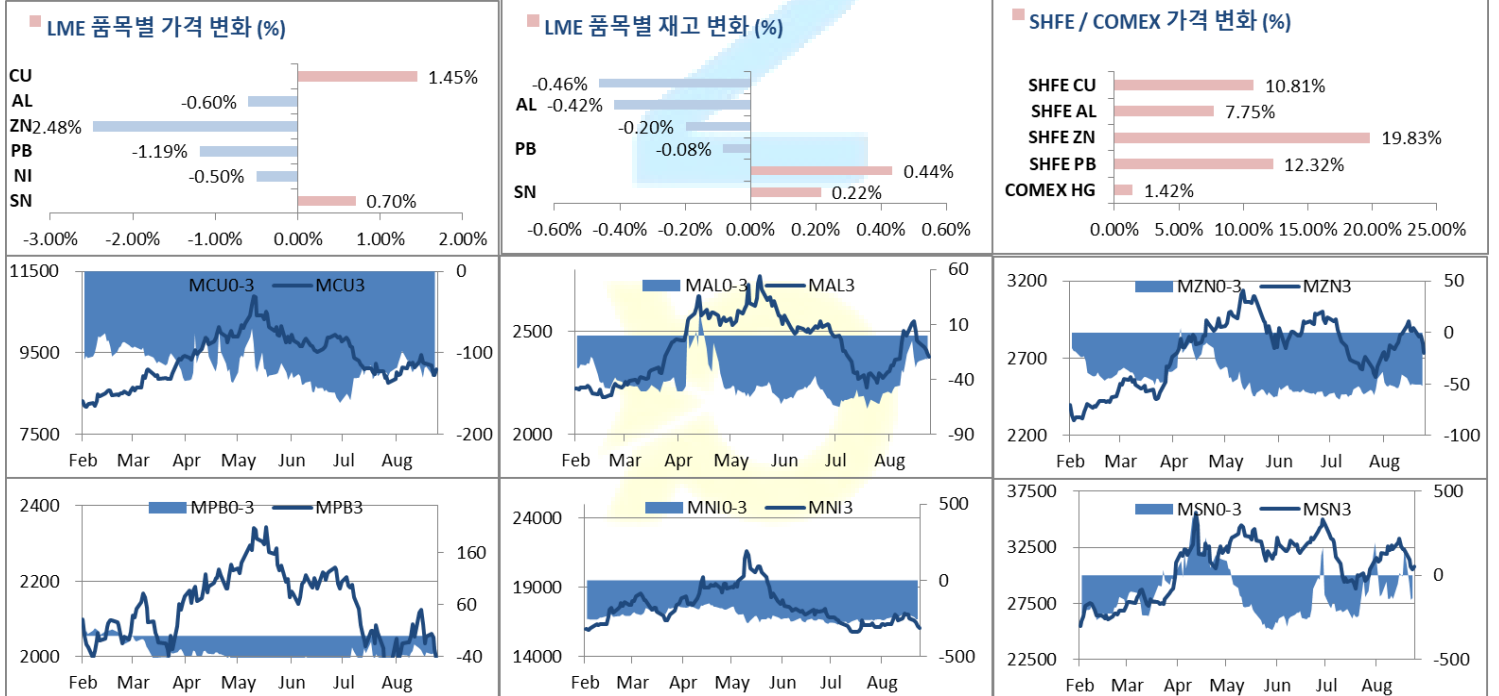 LME 품목별 가격 변화 (%)
CU
AL
ZN
PB
NI
SN
1.45%
-0.60%
-2.48%
-1.19%
-0.50%
0.70%
-3.00% -2.00% -1.00% 0.00% 1.00% 2.00%
LME 품목별 재고 변화 (%)
AL
PB
SN
-0.46%
-0.42%
-0.20%
-0.08%
0.44%
0.22%
-0.60% -0.40% -0.20% 0.00% 0.20% 0.40% 0.60%
SHFE / COMEX 가격 변화 (%)
SHFE CU 10.81%
SHFE AL 7.75%
SHFE ZN 19.83%
SHFE PB 12.32%
COMEX HG 1.42%
0.00% 5.00% 10.00% 15.00% 20.00% 25.00%
MCU0-3 MCU3
11500
9500
7500
0
-100
-200
Feb Mar Apr May Jun Jul Aug
MAL0-3 MAL3
2500
2000
60
10
-40
-90
Feb Mar Apr May Jun Jul Aug
MZN0-3 MZN3
3200
2700
2200
50
0
-50
-100
Feb Mar Apr May Jun Jul Aug
MPB0-3 MPB3
2400
2200
2000
160
60
-40
Feb Mar Apr May Jun Jul Aug
MNI0-3 MNI3
24000
19000
14000
500
0
-500
Feb Mar Apr May Jun Jul Aug
MSN0-3 MSN3
37500
32500
27500
22500
500
0
-500
Feb Mar Apr May Jun Jul Aug